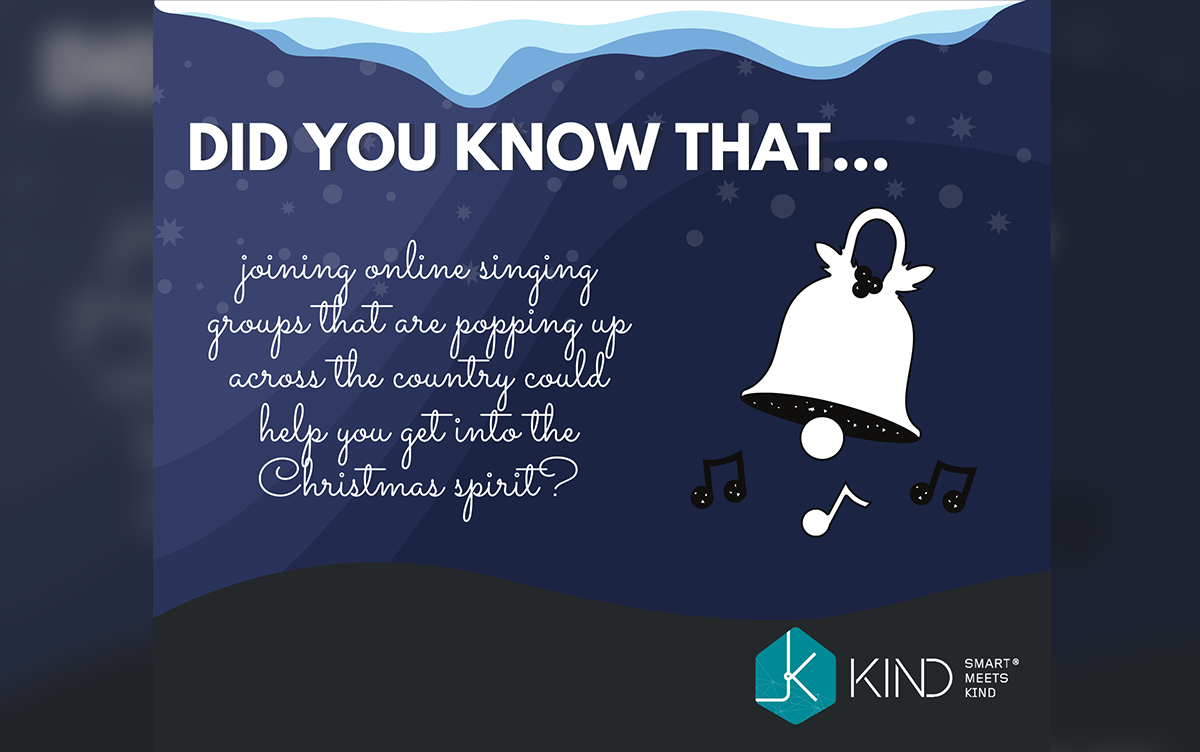 DID YOU KNOW THAT...
joining online singing
groups that are popping up
across the country could
help you get into the
Christmas spirit?
KIND
SMART®
MEETS
KIND